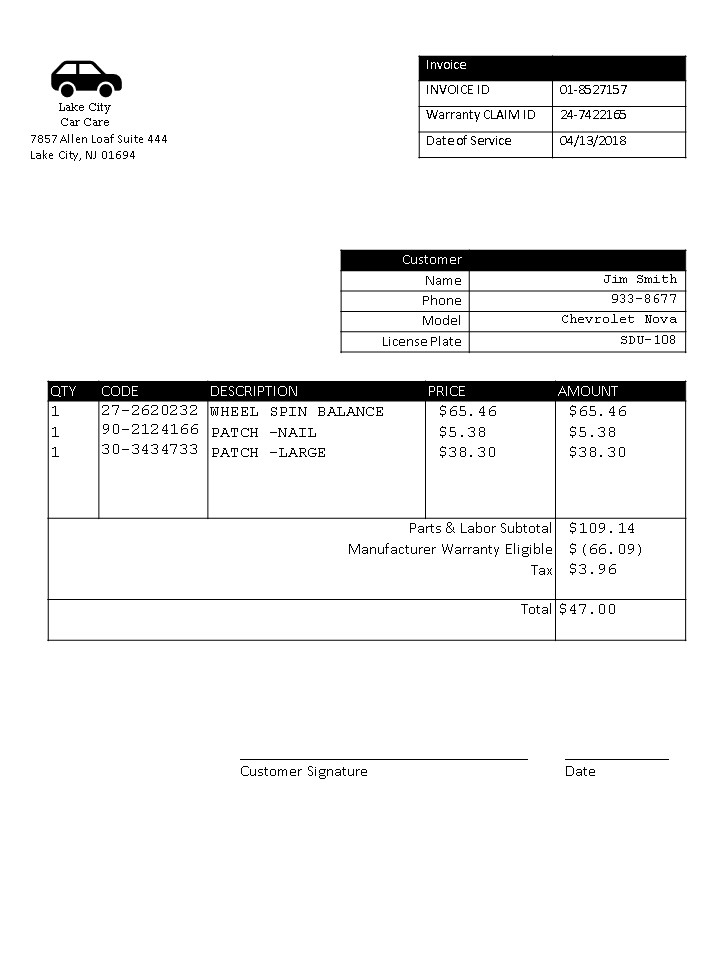 Lake City
Car Care
7857 Allen Loaf Suite 444
Lake City, NJ 01694
Invoice
INVOICE ID 01-8527157
Warranty CLAIM ID 24-7422165
Date of Service 04/13/2018
Customer
Name Jim Smith
Phone 933-8677
Model Chevrolet Nova
License Plate SDU-108
QTY CODE DESCRIPTION PRICE AMOUNT
1 27-2620232 WHEEL SPIN BALANCE $65.46 $65.46
1 90-2124166 PATCH -NAIL $5.38 $5.38
1 30-3434733 PATCH -LARGE $38.30 $38.30
Parts & Labor Subtotal $109.14
Manufacturer Warranty Eligible $(66.09)
Tax $3.96
Total $47.00
Customer Signature Date